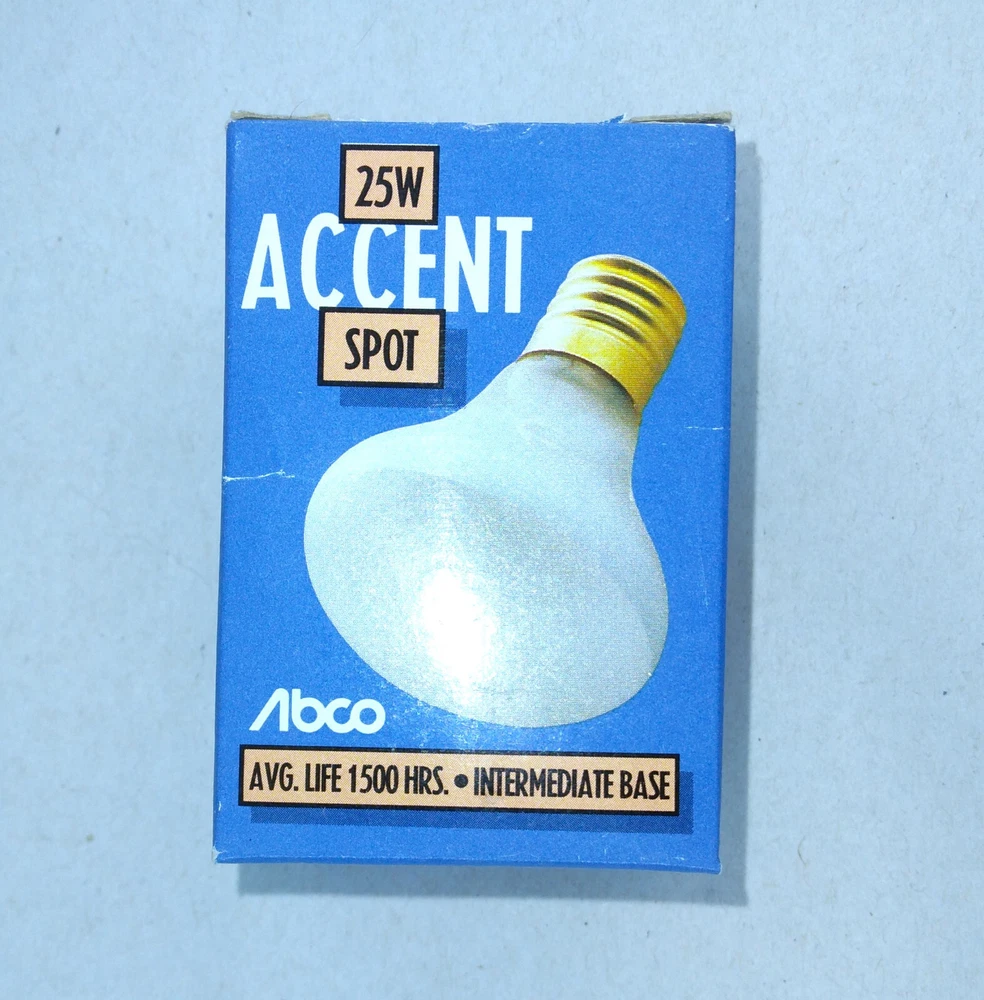 25W
ACCENT
SPOT
Abco
AVG. LIFE 1500 HRS. • INTERMEDIATE BASE